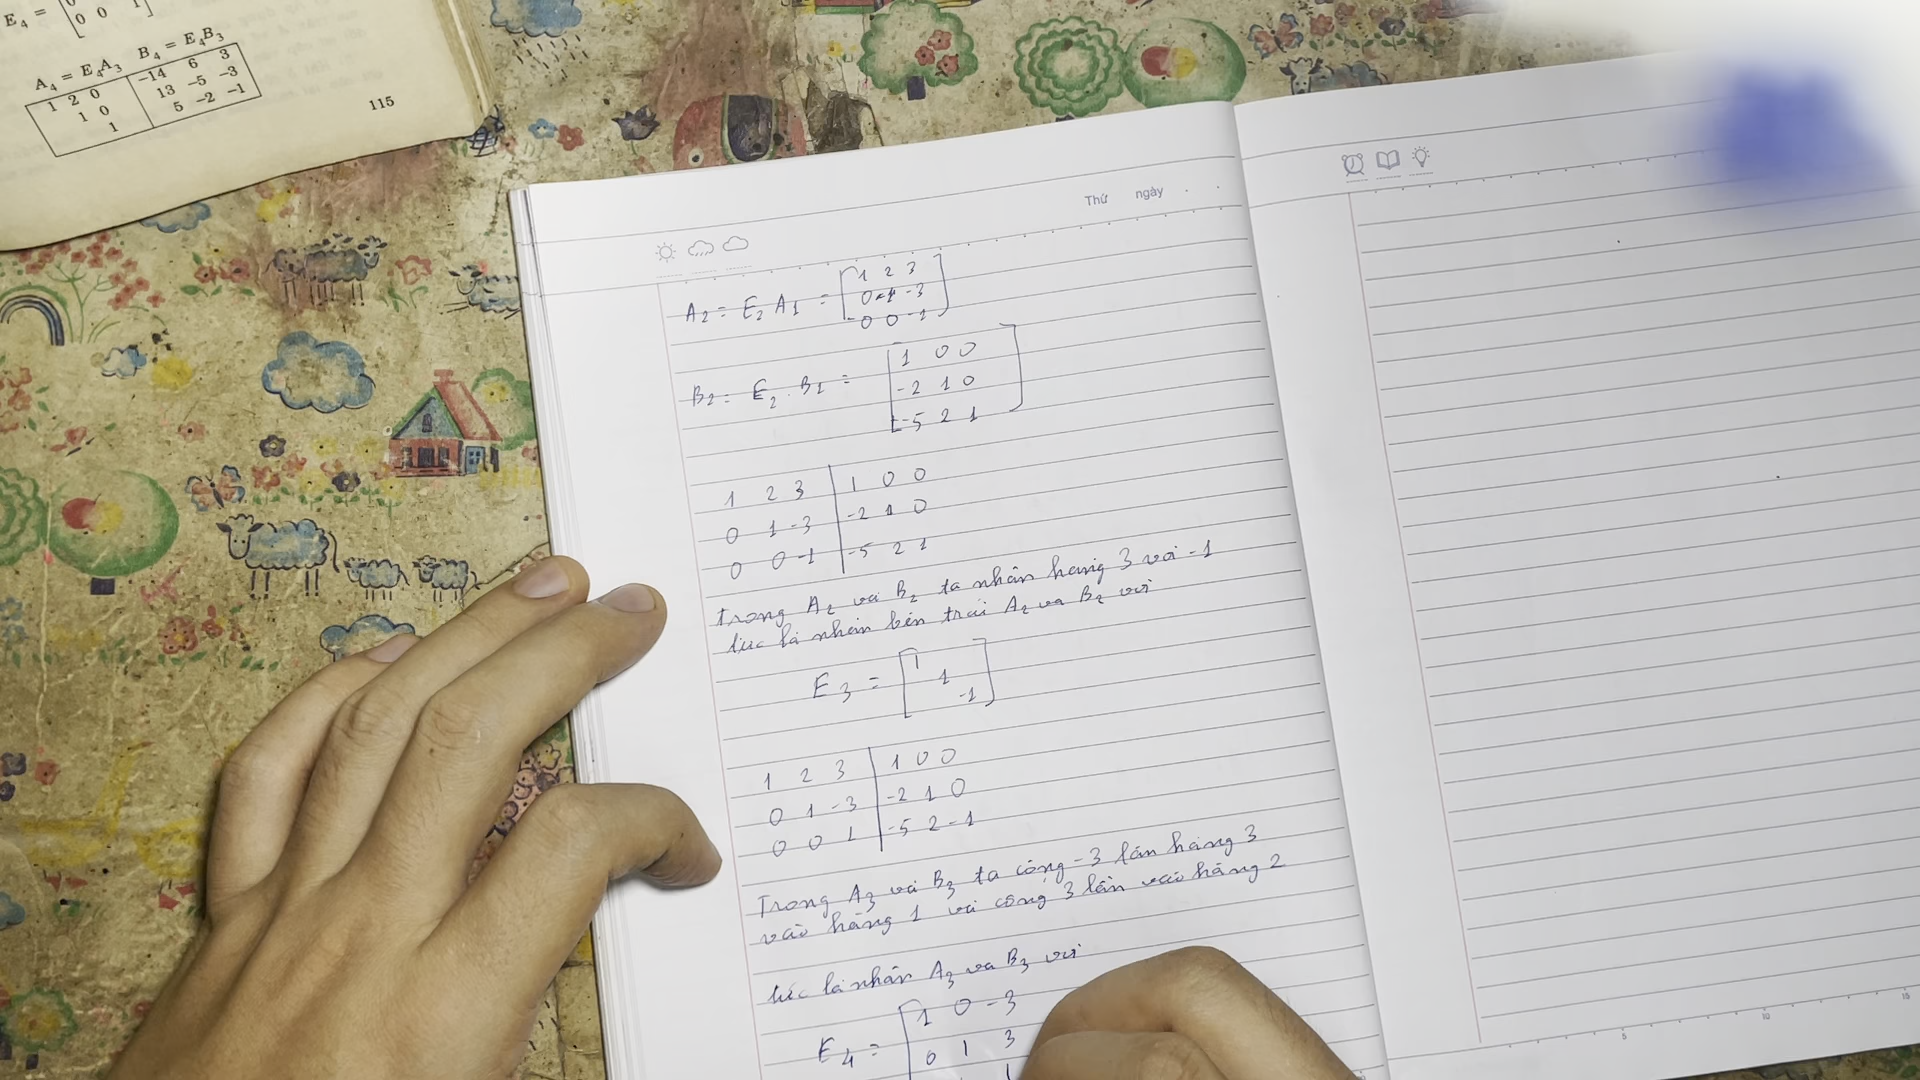 E₄ =
0 0 1
A₄ = E₄A₃ B₄ = E₄B₃
1 2 0 -14 6 3
1 0 13 -5 -3
1 5 -2 -1
115
Thứ ngày
A₂ = E₂ A₁ = 1 2 3
0 1 -3
0 0 -1
B₂ = E₂ . B₁ = 1 0 0
-2 1 0
-5 2 1
1 2 3 | 1 0 0
0 1 -3 | -2 1 0
0 0 -1 | -5 2 1
trong A₂ và B₂ ta nhân hàng 3 với -1
tức là nhân bên trái A₂ và B₂ với
E₃ = 1
1
-1
1 2 3 | 1 0 0
0 1 -3 | -2 1 0
0 0 1 | -5 2 -1
Trong A₃ và B₃ ta cộng -3 lần hàng 3
vào hàng 1 và cộng 3 lần vào hàng 2
tức là nhân A₃ và B₃ với
E₄ = 1 0 -3
0 1 3
5 10 15